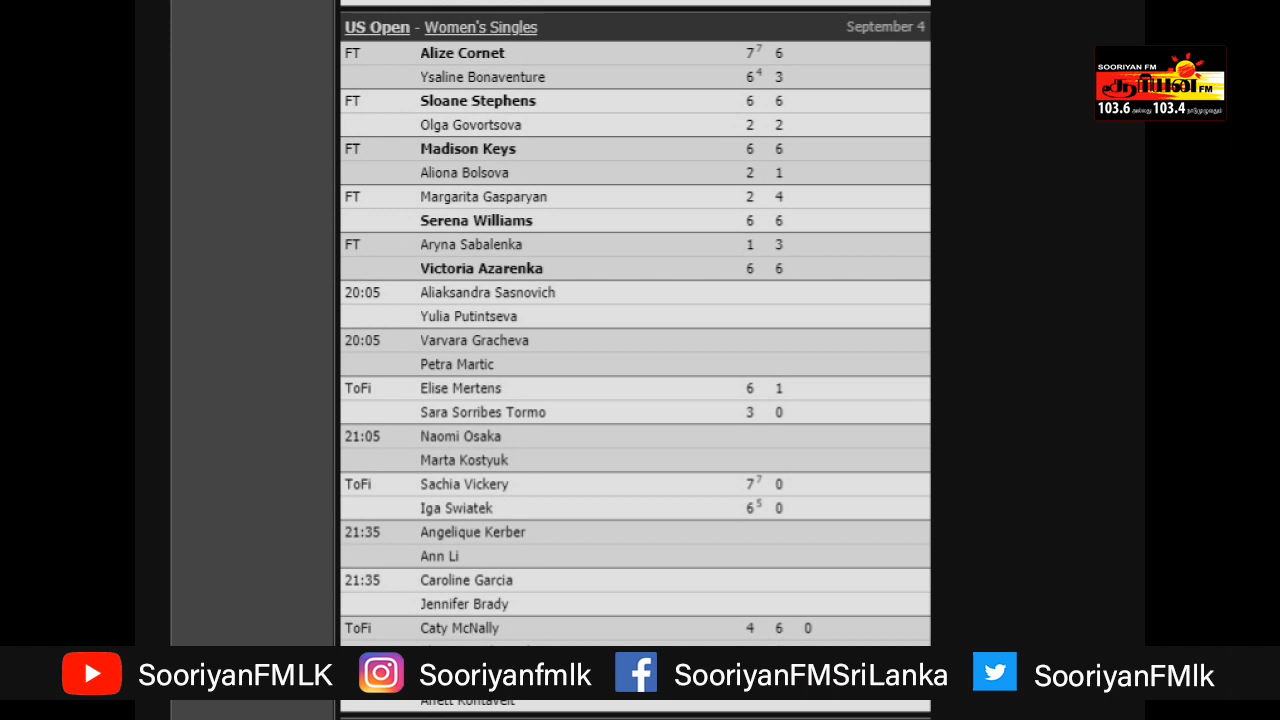 US Open - Women's Singles September 4
FT Alize Cornet 7⁷ 6
Ysaline Bonaventure 6⁴ 3
FT Sloane Stephens 6 6
Olga Govortsova 2 2
FT Madison Keys 6 6
Aliona Bolsova 2 1
FT Margarita Gasparyan 2 4
Serena Williams 6 6
FT Aryna Sabalenka 1 3
Victoria Azarenka 6 6
20:05 Aliaksandra Sasnovich
Yulia Putintseva
20:05 Varvara Gracheva
Petra Martic
ToFi Elise Mertens 6 1
Sara Sorribes Tormo 3 0
21:05 Naomi Osaka
Marta Kostyuk
ToFi Sachia Vickery 7⁷ 0
Iga Swiatek 6⁵ 0
21:35 Angelique Kerber
Ann Li
21:35 Caroline Garcia
Jennifer Brady
ToFi Caty McNally 4 6 0
Anett Kontaveit
SOORIYAN FM
சூரியன் FM
103.6 103.4
SooriyanFMLK Sooriyanfmlk SooriyanFMSriLanka SooriyanFMlk